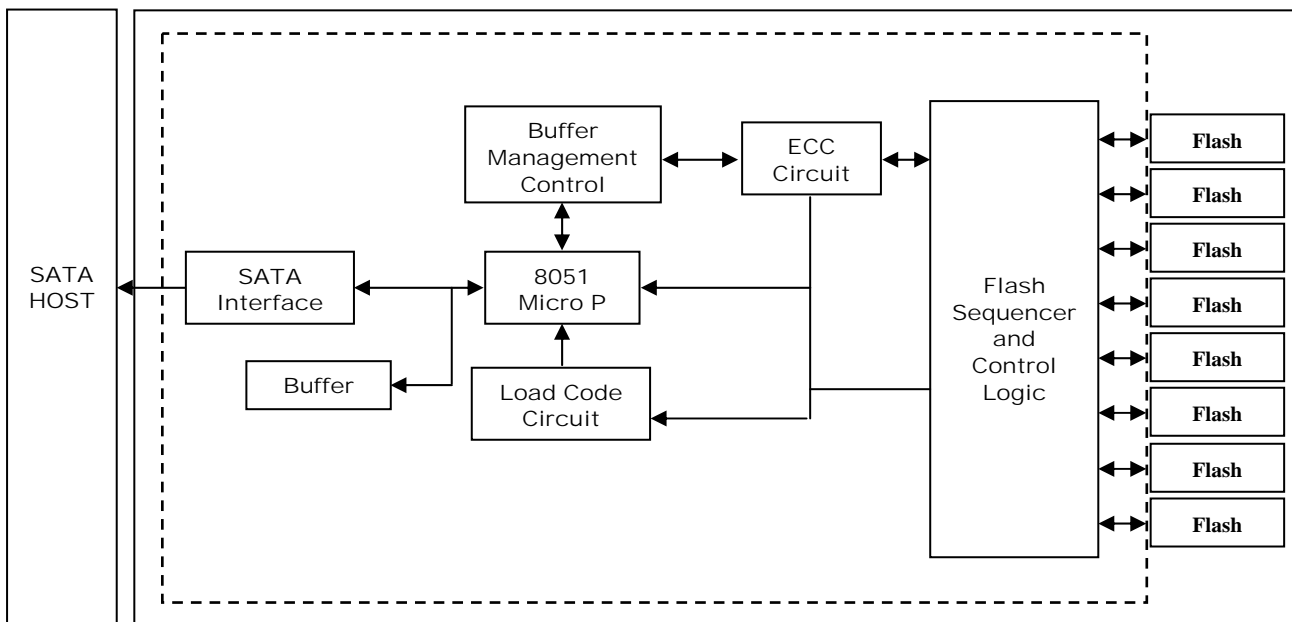 SATA
HOST
SATA
Interface
Buffer
Buffer
Management
Control
8051
Micro P
Load Code
Circuit
ECC
Circuit
Flash
Sequencer
and
Control
Logic
Flash
Flash
Flash
Flash
Flash
Flash
Flash
Flash